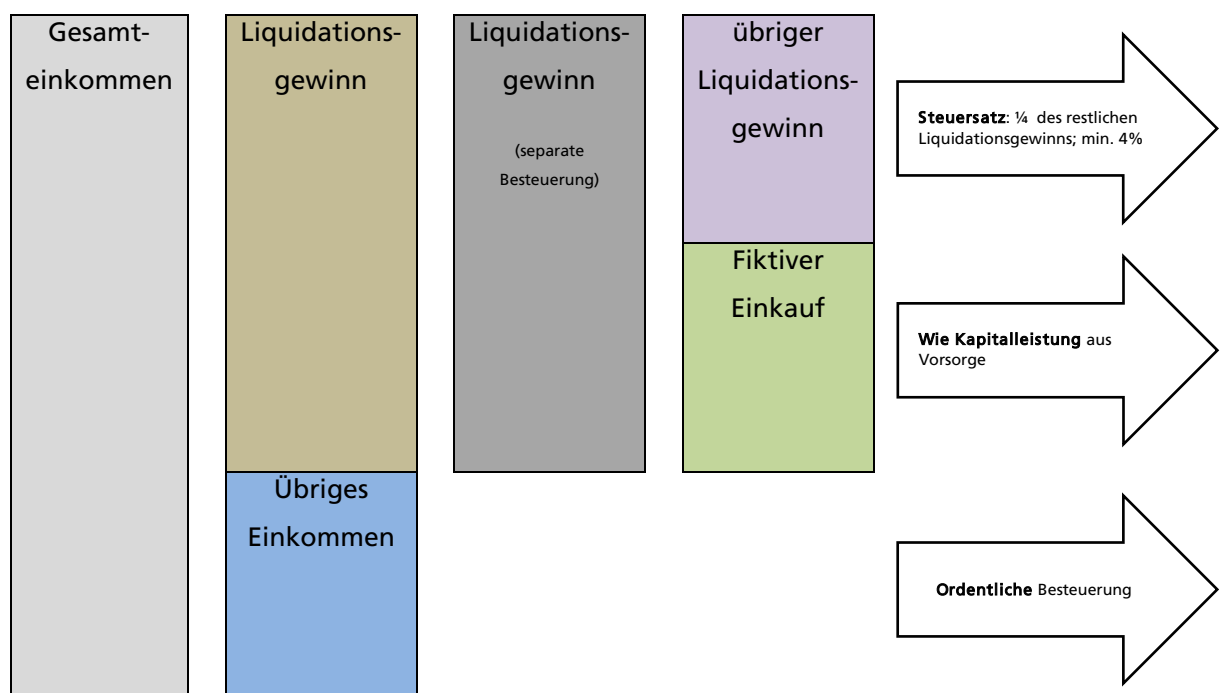 Gesamt-
einkommen
Liquidations-
gewinn
Liquidations-
gewinn
(separate
Besteuerung)
übriger
Liquidations-
gewinn
Steuersatz: ¼ des restlichen
Liquidationsgewinns; min. 4%
Fiktiver
Einkauf
Wie Kapitalleistung aus
Vorsorge
Übriges
Einkommen
Ordentliche Besteuerung